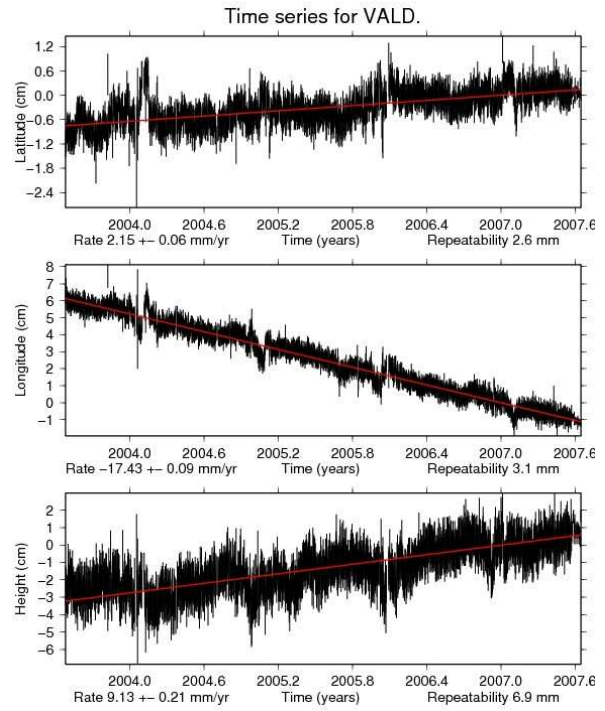 Time series for VALD.
1.2
0.6
0.0
−0.6
−1.2
−1.8
−2.4
Latitude (cm)
2004.0 2004.6 2005.2 2005.8 2006.4 2007.0 2007.6
Rate 2.15 +− 0.06 mm/yr Time (years) Repeatability 2.6 mm
8
7
6
5
4
3
2
1
0
−1
Longitude (cm)
2004.0 2004.6 2005.2 2005.8 2006.4 2007.0 2007.6
Rate −17.43 +− 0.09 mm/yr Time (years) Repeatability 3.1 mm
2
1
0
−1
−2
−3
−4
−5
−6
Height (cm)
2004.0 2004.6 2005.2 2005.8 2006.4 2007.0 2007.6
Rate 9.13 +− 0.21 mm/yr Time (years) Repeatability 6.9 mm